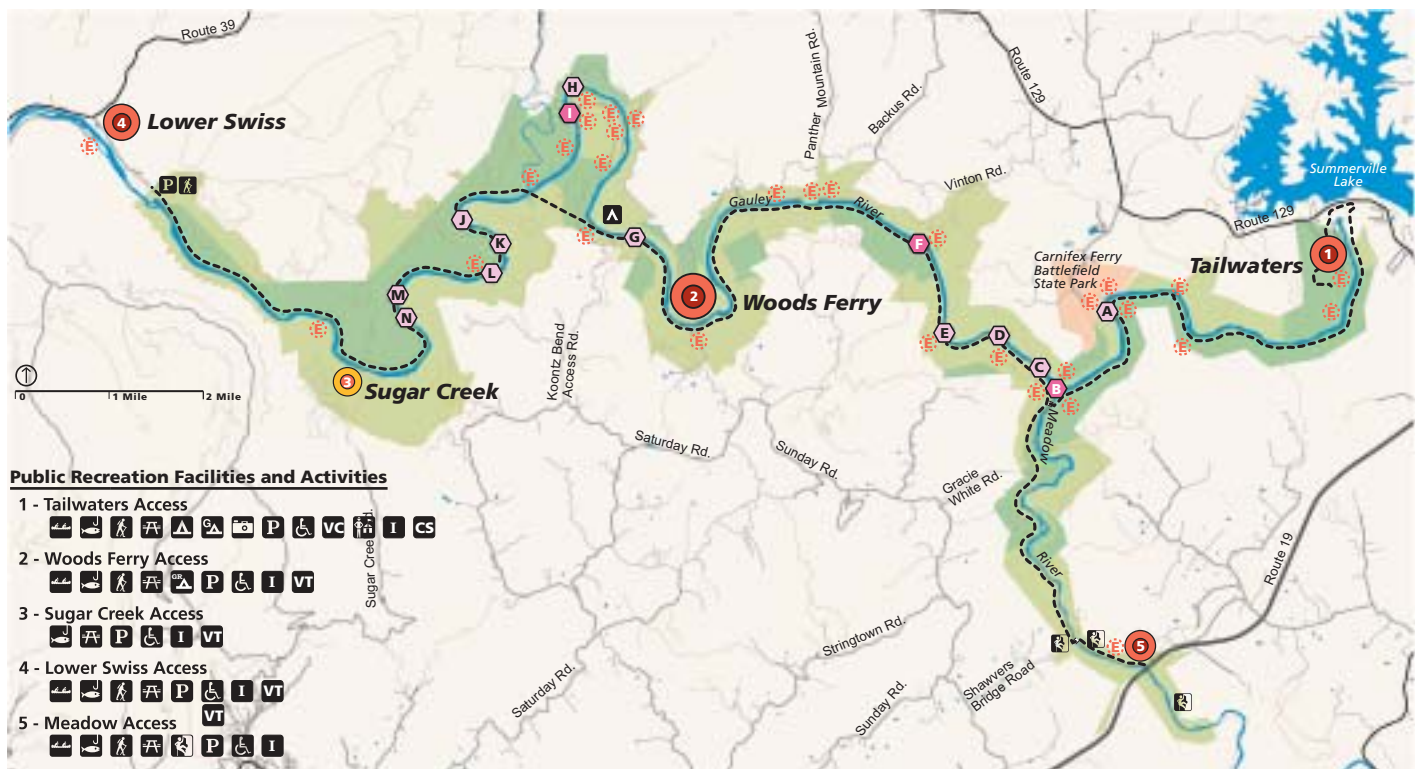 Route 39
4
Lower Swiss
E
P
H
I
E
E
E
E
E
E
E
E
J
K
L
E
M
N
E
3
Sugar Creek
G
E
2
Woods Ferry
E
Gauley
River
E
E
E
Panther Mountain Rd.
Backus Rd.
Route 129
Vinton Rd.
F
E
E
E
D
E
C
B
E
E
E
A
E
E
E
E
E
Carnifex Ferry
Battlefield
State Park
Route 129
Summerville
Lake
1
Tailwaters
E
E
Meadow
River
Koontz Bend
Access Rd.
Saturday Rd.
Sunday Rd.
Gracie
White Rd.
Route 19
Stringtown Rd.
Shawvers
Bridge Road
Saturday Rd.
Sunday Rd.
E
5
0
1 Mile
2 Mile
Sugar Creek Rd.
Public Recreation Facilities and Activities
1 - Tailwaters Access
G P VC I CS
2 - Woods Ferry Access
GR P I VT
3 - Sugar Creek Access
P I VT
4 - Lower Swiss Access
P I VT
VT
5 - Meadow Access
P I